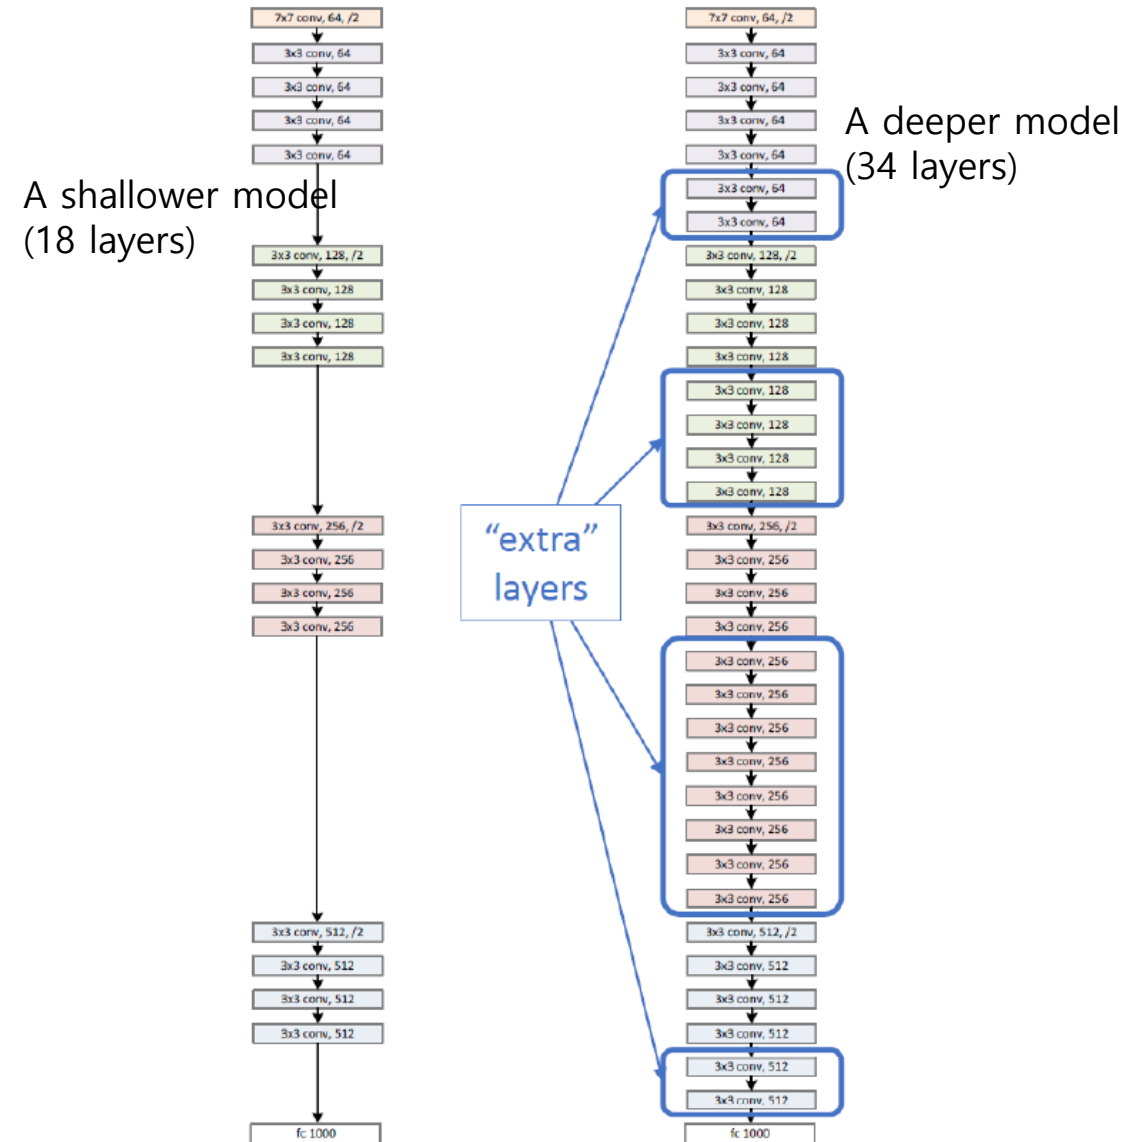 7x7 conv, 64, /2
3x3 conv, 64
3x3 conv, 64
3x3 conv, 64
3x3 conv, 64
A shallower model
(18 layers)
3x3 conv, 128, /2
3x3 conv, 128
3x3 conv, 128
3x3 conv, 128
3x3 conv, 256, /2
3x3 conv, 256
3x3 conv, 256
3x3 conv, 256
3x3 conv, 512, /2
3x3 conv, 512
3x3 conv, 512
3x3 conv, 512
fc 1000
“extra”
layers
7x7 conv, 64, /2
3x3 conv, 64
3x3 conv, 64
3x3 conv, 64
3x3 conv, 64
3x3 conv, 64
3x3 conv, 64
A deeper model
(34 layers)
3x3 conv, 128, /2
3x3 conv, 128
3x3 conv, 128
3x3 conv, 128
3x3 conv, 128
3x3 conv, 128
3x3 conv, 128
3x3 conv, 128
3x3 conv, 256, /2
3x3 conv, 256
3x3 conv, 256
3x3 conv, 256
3x3 conv, 256
3x3 conv, 256
3x3 conv, 256
3x3 conv, 256
3x3 conv, 256
3x3 conv, 256
3x3 conv, 256
3x3 conv, 256
3x3 conv, 512, /2
3x3 conv, 512
3x3 conv, 512
3x3 conv, 512
3x3 conv, 512
3x3 conv, 512
fc 1000